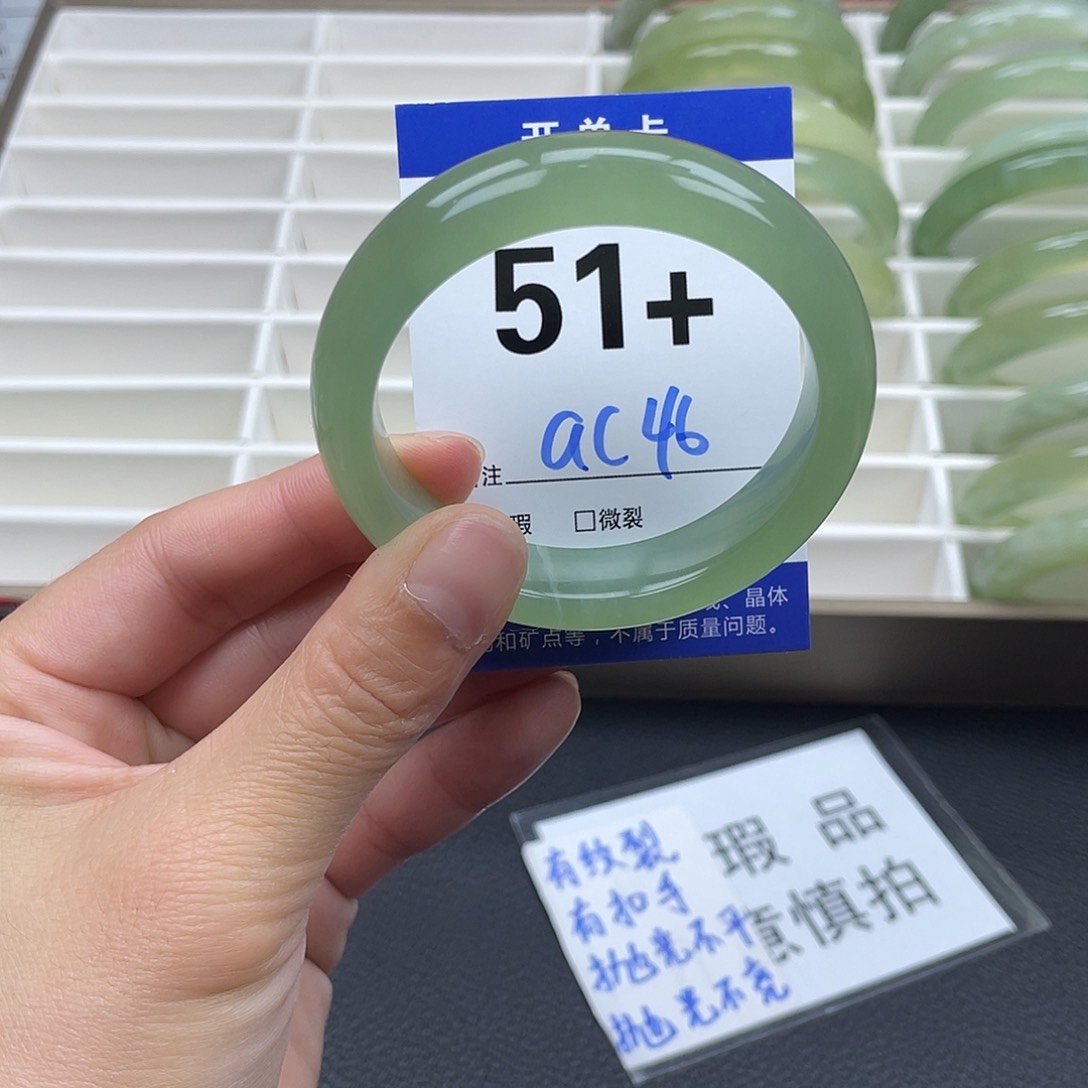 开单卡
51+
注 ac46
瑕 □微裂
、晶体
和矿点等，不属于质量问题。
瑕 品
意慎拍
有纹裂
有扣手
抛光不平
抛光不亮